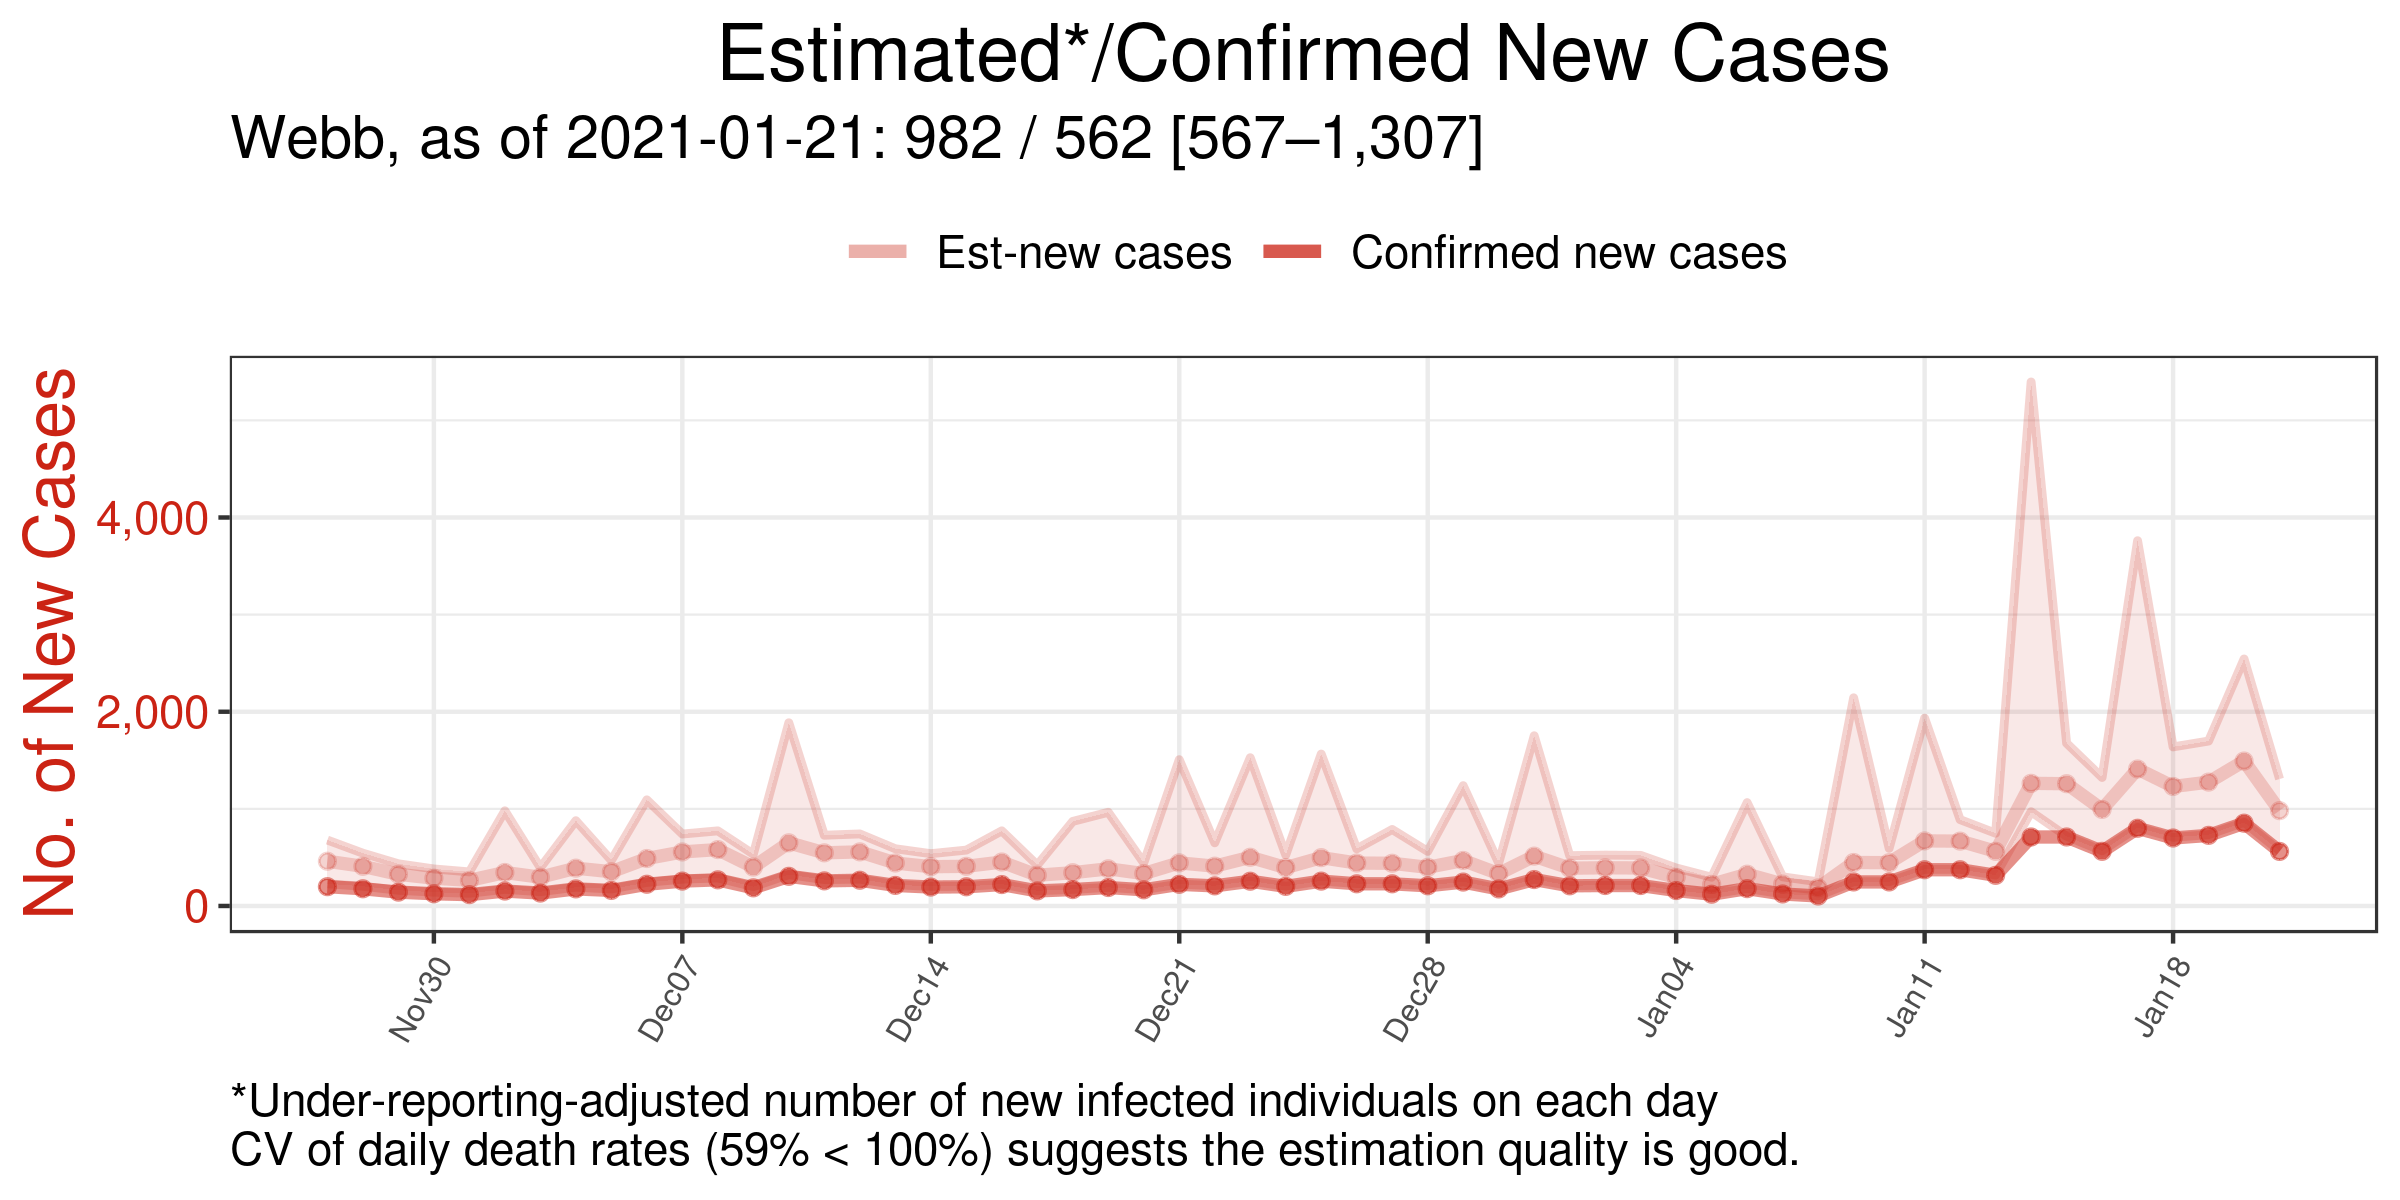 Estimated*/Confirmed New Cases
Webb, as of 2021-01-21: 982 / 562 [567–1,307]
Est-new cases
Confirmed new cases
No. of New Cases
4,000
2,000
0
Nov30
Dec07
Dec14
Dec21
Dec28
Jan04
Jan11
Jan18
*Under-reporting-adjusted number of new infected individuals on each day
CV of daily death rates (59% < 100%) suggests the estimation quality is good.